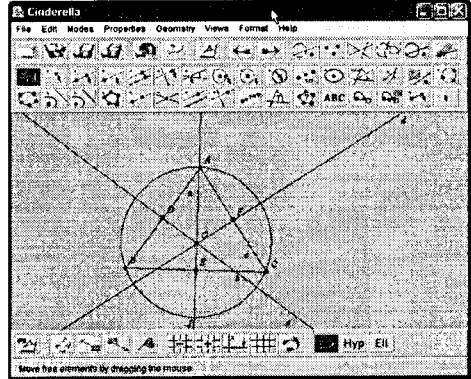 Cinderella
File Edit Modes Properties Geometry Views Format Help
ABC
A
Hyp Ell
Move free elements by dragging the mouse